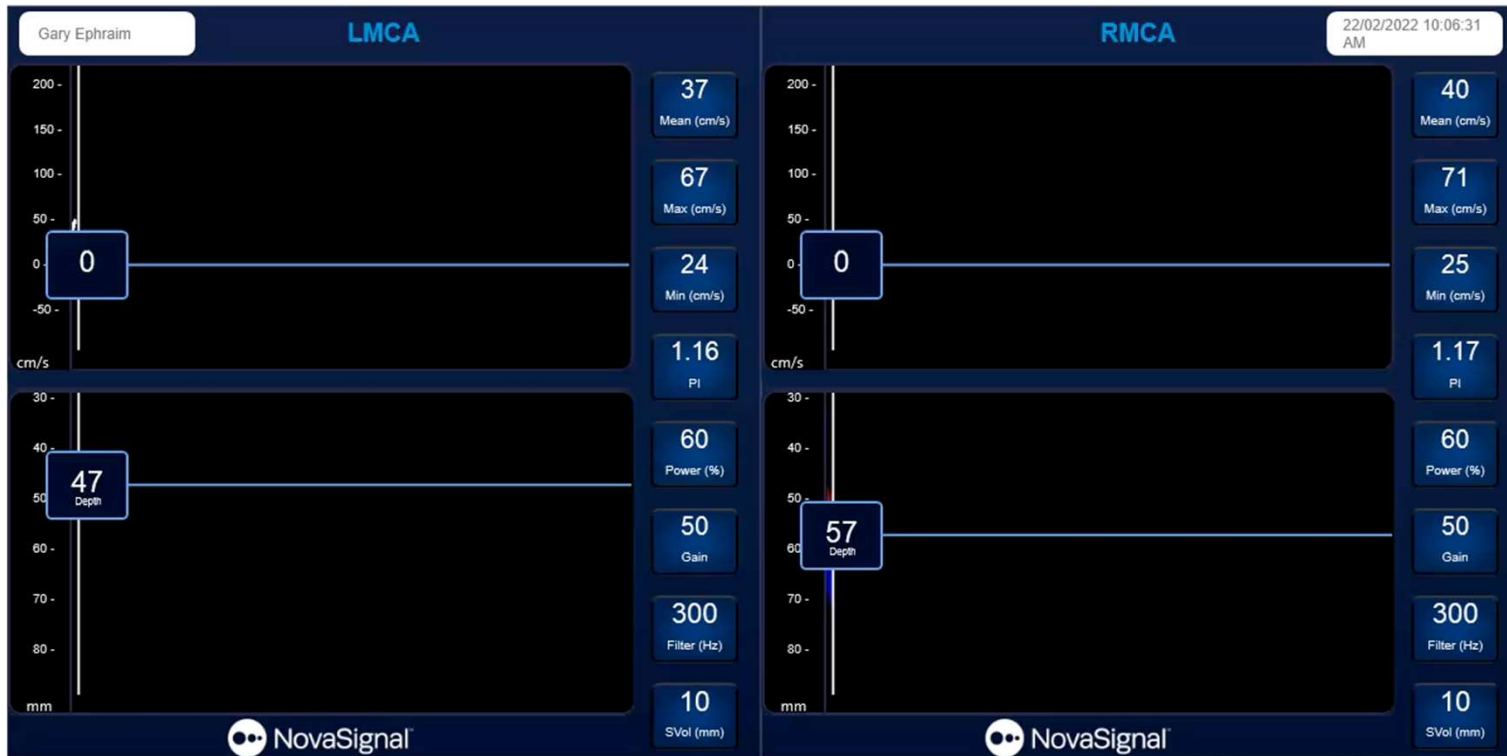 Gary Ephraim
LMCA
200 -
150 -
100 -
50 -
0 -
-50 -
cm/s
0
37
Mean (cm/s)
67
Max (cm/s)
24
Min (cm/s)
1.16
PI
30 -
40 -
50
60 -
70 -
80 -
mm
47
Depth
60
Power (%)
50
Gain
300
Filter (Hz)
10
SVol (mm)
NovaSignal
RMCA
22/02/2022 10:06:31
AM
200 -
150 -
100 -
50 -
0 -
-50 -
cm/s
0
40
Mean (cm/s)
71
Max (cm/s)
25
Min (cm/s)
1.17
PI
30 -
40 -
50 -
60
70 -
80 -
mm
57
Depth
60
Power (%)
50
Gain
300
Filter (Hz)
10
SVol (mm)
NovaSignal